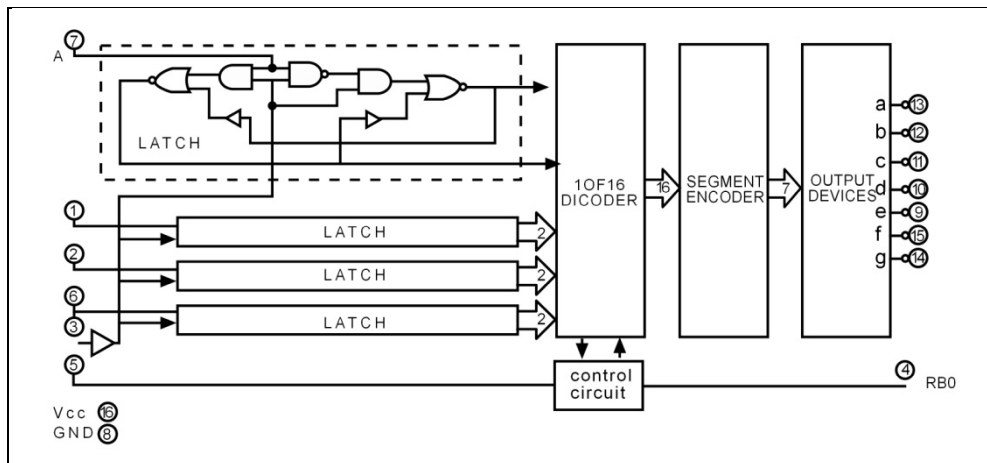 7
A
LATCH
1
LATCH
2
2
LATCH
2
6
3
LATCH
2
5
Vcc 16
GND 8
1OF16
DICODER
16
SEGMENT
ENCODER
7
OUTPUT
DEVICES
a 13
b 12
c 11
d 10
e 9
f 15
g 14
control
circuit
4
RB0